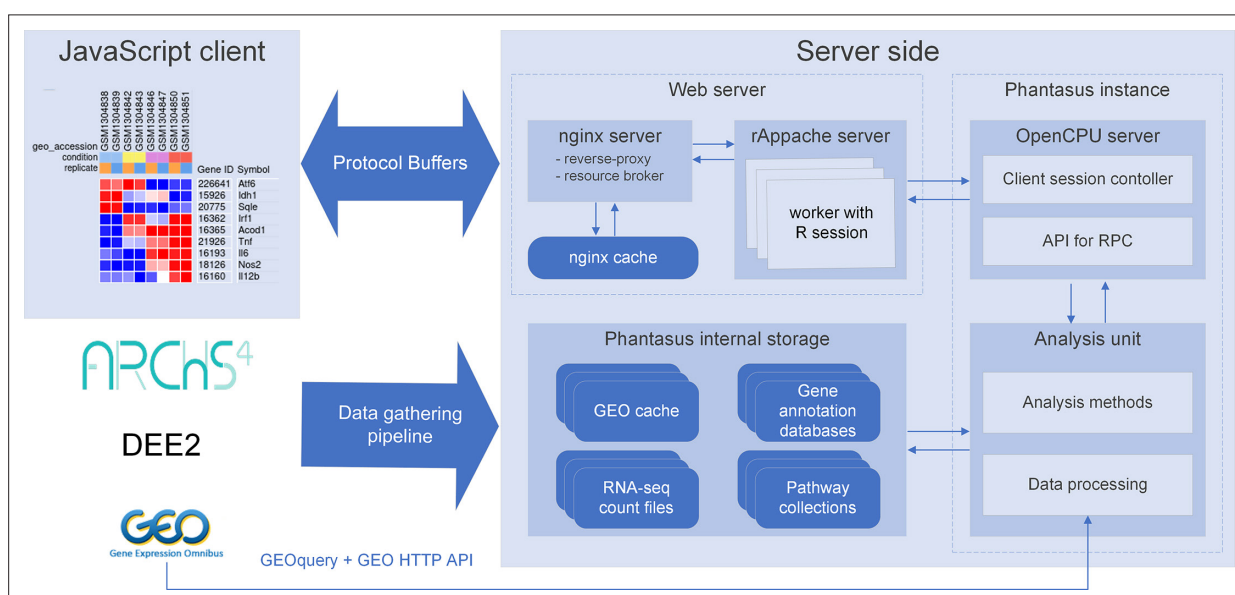 JavaScript client
GSM1304838
GSM1304839
GSM1304842
GSM1304843
GSM1304846
GSM1304847
GSM1304850
GSM1304851
geo_accession
condition
replicate
Gene ID Symbol
226641 Atf6
15926 Idh1
20775 Sqle
16362 Irf1
16365 Acod1
21926 Tnf
16193 Il6
18126 Nos2
16160 Il12b
Protocol Buffers
Server side
Web server
nginx server
- reverse-proxy
- resource broker
nginx cache
rAppache server
worker with
R session
Phantasus instance
OpenCPU server
Client session contoller
API for RPC
ARCHS4
DEE2
GEO
Gene Expression Omnibus
Data gathering
pipeline
GEOquery + GEO HTTP API
Phantasus internal storage
GEO cache
Gene
annotation
databases
RNA-seq
count files
Pathway
collections
Analysis unit
Analysis methods
Data processing